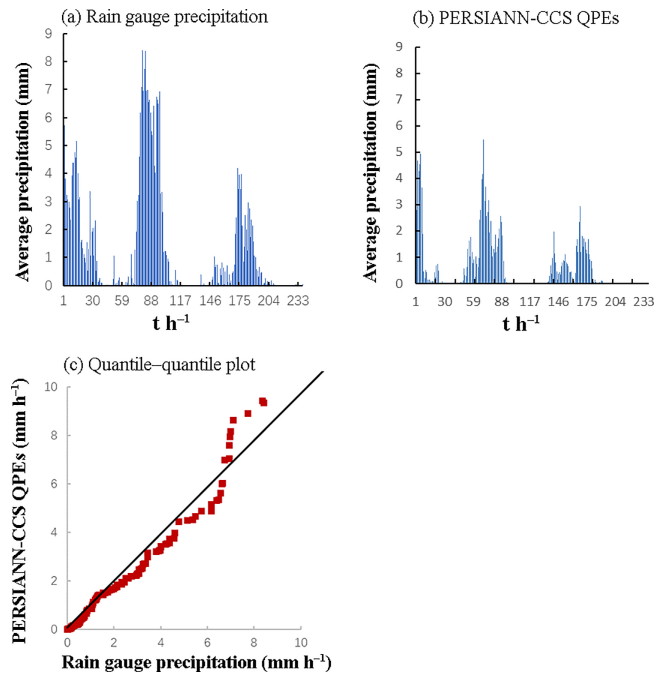 (a) Rain gauge precipitation
Average precipitation (mm)
9
8
7
6
5
4
3
2
1
0
1 30 59 88 117 146 175 204 233
t h⁻¹
(b) PERSIANN-CCS QPEs
Average precipitation (mm)
9
8
7
6
5
4
3
2
1
0
1 30 59 88 117 146 175 204 233
t h⁻¹
(c) Quantile–quantile plot
PERSIANN-CCS QPEs (mm h⁻¹)
10
8
6
4
2
0
0 2 4 6 8 10
Rain gauge precipitation (mm h⁻¹)